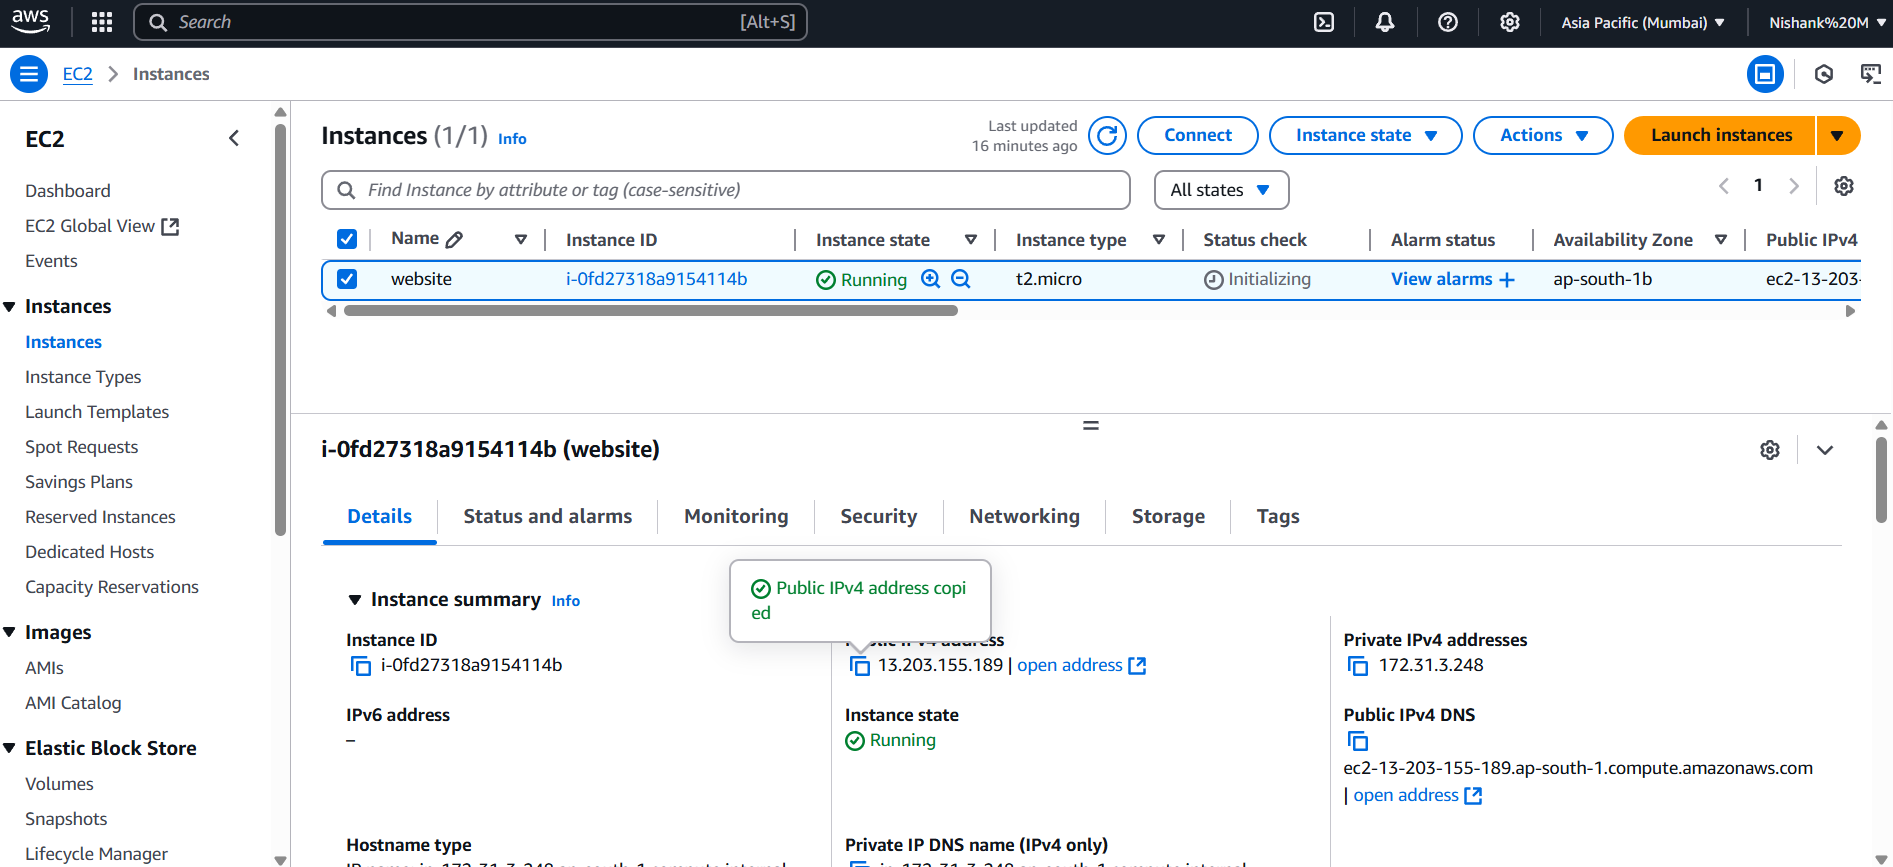 aws
Search
[Alt+S]
Asia Pacific (Mumbai)
Nishank%20M
EC2
Instances
EC2
Dashboard
EC2 Global View
Events
Instances
Instances
Instance Types
Launch Templates
Spot Requests
Savings Plans
Reserved Instances
Dedicated Hosts
Capacity Reservations
Images
AMIs
AMI Catalog
Elastic Block Store
Volumes
Snapshots
Lifecycle Manager
Instances (1/1) Info
Last updated
16 minutes ago
Connect
Instance state
Actions
Launch instances
Find Instance by attribute or tag (case-sensitive)
All states
1
Name Instance ID Instance state Instance type Status check Alarm status Availability Zone Public IPv4
website i-0fd27318a9154114b Running t2.micro Initializing View alarms + ap-south-1b ec2-13-203-
i-0fd27318a9154114b (website)
Details Status and alarms Monitoring Security Networking Storage Tags
Public IPv4 address copi
ed
Instance summary Info
Instance ID
i-0fd27318a9154114b
Public IPv4 address
13.203.155.189 | open address
Private IPv4 addresses
172.31.3.248
IPv6 address
–
Instance state
Running
Public IPv4 DNS
ec2-13-203-155-189.ap-south-1.compute.amazonaws.com
| open address
Hostname type
Private IP DNS name (IPv4 only)